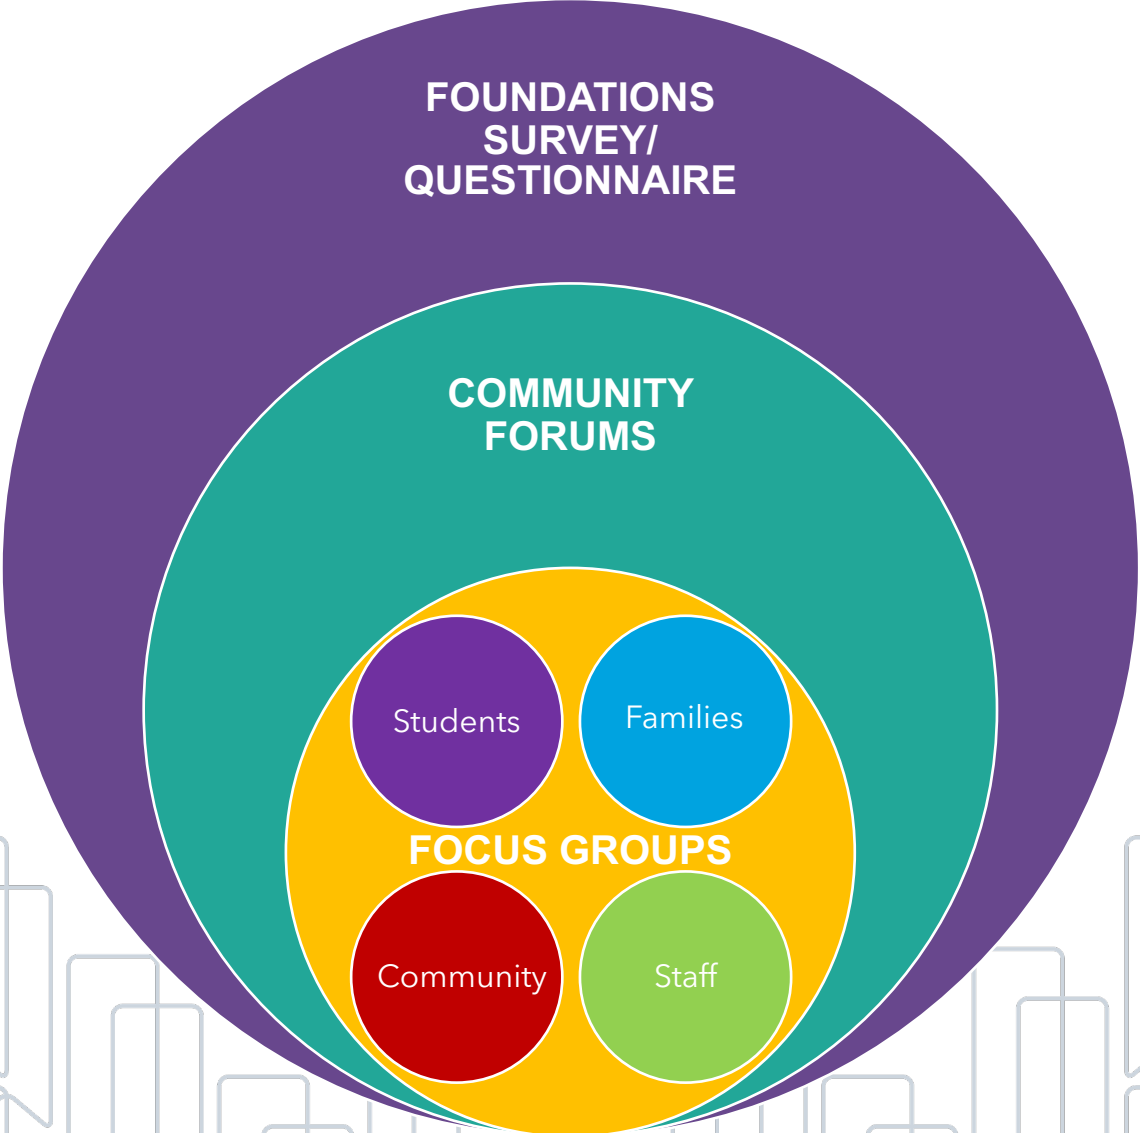 FOUNDATIONS
SURVEY/
QUESTIONNAIRE
COMMUNITY
FORUMS
Students
Families
FOCUS GROUPS
Community
Staff